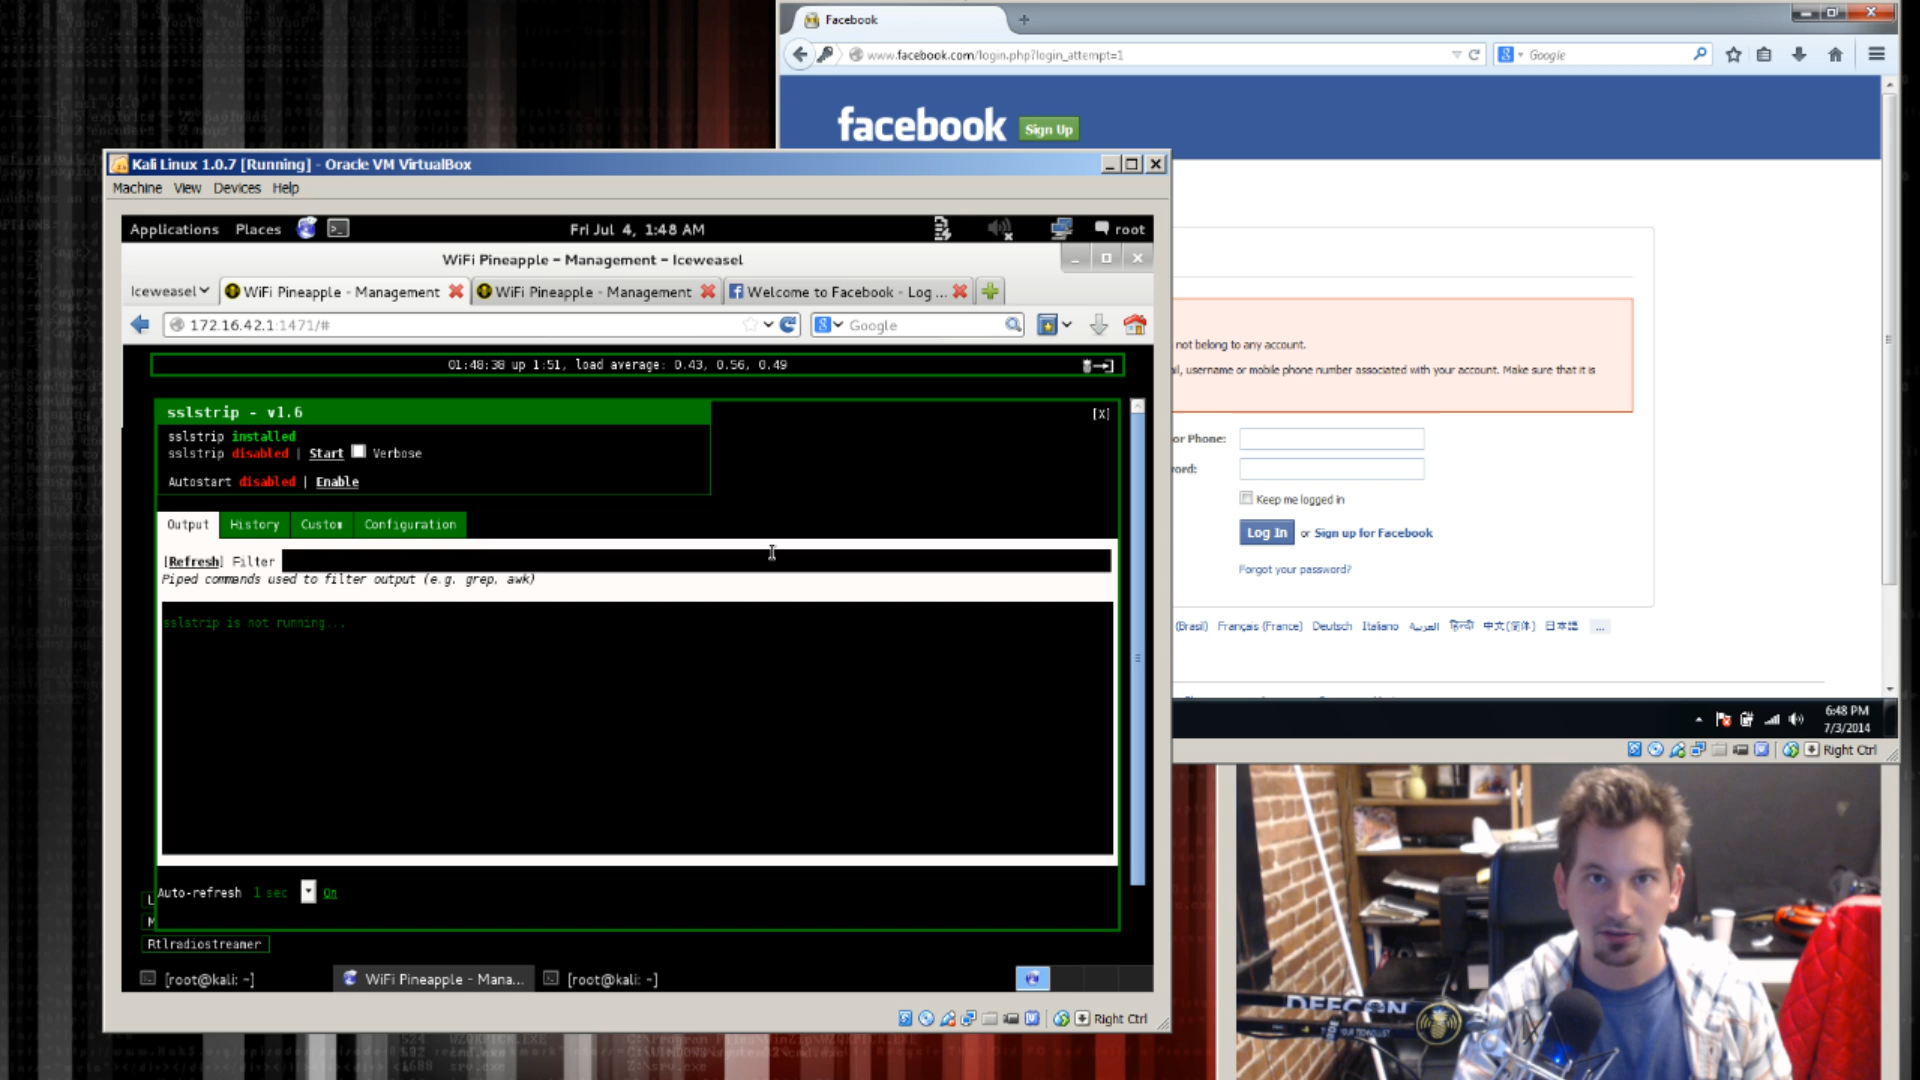 Facebook
www.facebook.com/login.php?login_attempt=1
Google
facebook Sign Up
Kali Linux 1.0.7 [Running] - Oracle VM VirtualBox
Machine View Devices Help
Applications Places
Fri Jul 4, 1:48 AM
root
WiFi Pineapple - Management - Iceweasel
Iceweasel
WiFi Pineapple - Management
WiFi Pineapple - Management
Welcome to Facebook - Log ...
172.16.42.1:1471/#
Google
01:48:38 up 1:51, load average: 0.43, 0.56, 0.49
sslstrip - v1.6
[X]
sslstrip installed
sslstrip disabled | Start Verbose
Autostart disabled | Enable
Output History Custom Configuration
[Refresh] Filter
Piped commands used to filter output (e.g. grep, awk)
sslstrip is not running...
Auto-refresh 1 sec On
Rtlradiostreamer
[root@kali: ~]
WiFi Pineapple - Mana...
[root@kali: ~]
Right Ctrl
not belong to any account.
il, username or mobile phone number associated with your account. Make sure that it is
or Phone:
word:
Keep me logged in
Log In or Sign up for Facebook
Forgot your password?
(Brasil) Français (France) Deutsch Italiano العربية हिन्दी 中文(简体) 日本語 ...
6:48 PM
7/3/2014
Right Ctrl
DEFCON